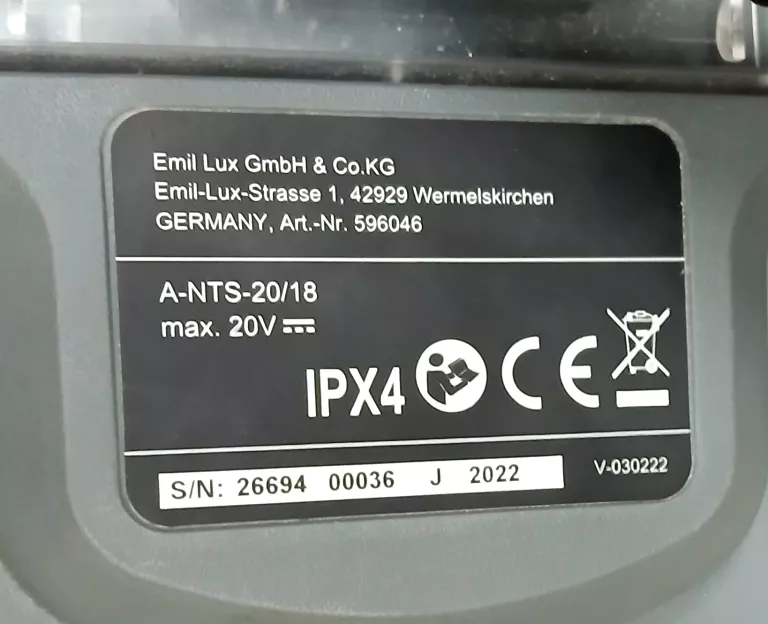 Emil Lux GmbH & Co.KG
Emil-Lux-Strasse 1, 42929 Wermelskirchen
GERMANY, Art.-Nr. 596046
A-NTS-20/18
max. 20V
IPX4 CE
S/N: 26694 00036 J 2022
V-030222